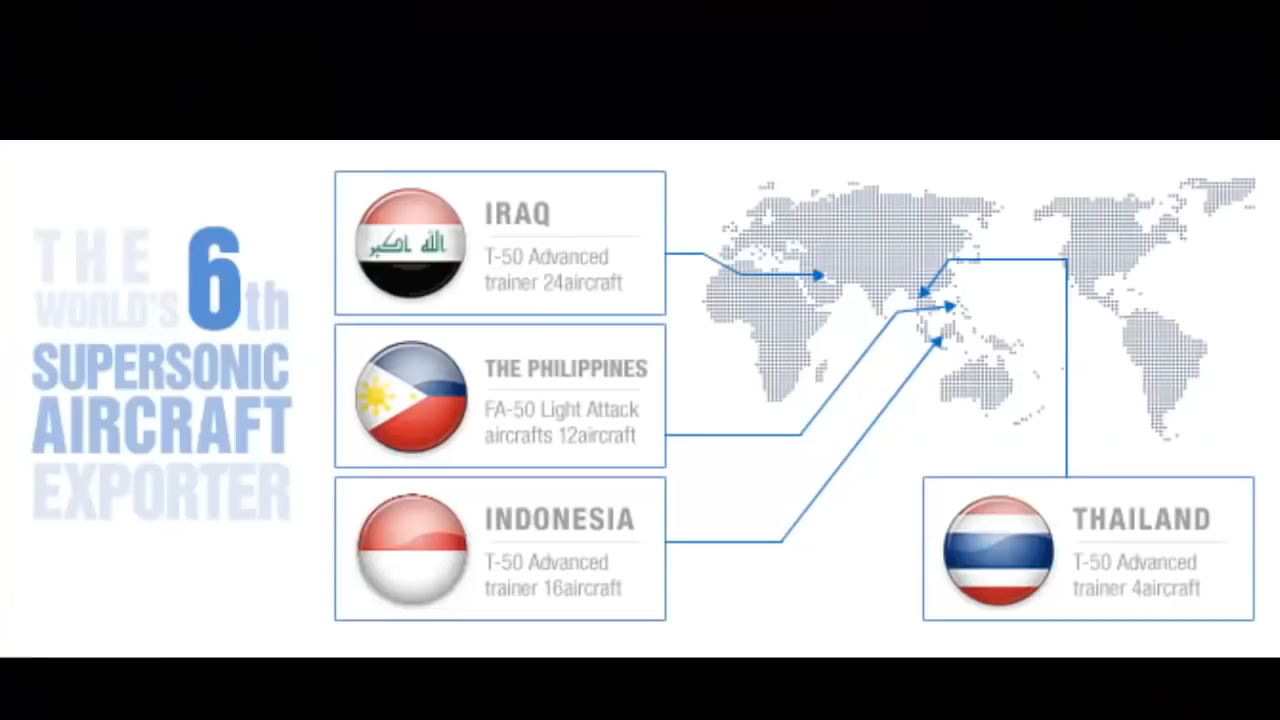 THE
WORLD'S 6th
SUPERSONIC
AIRCRAFT
EXPORTER
IRAQ
T-50 Advanced
trainer 24aircraft
الله اكبر
THE PHILIPPINES
FA-50 Light Attack
aircrafts 12aircraft
INDONESIA
T-50 Advanced
trainer 16aircraft
THAILAND
T-50 Advanced
trainer 4aircraft